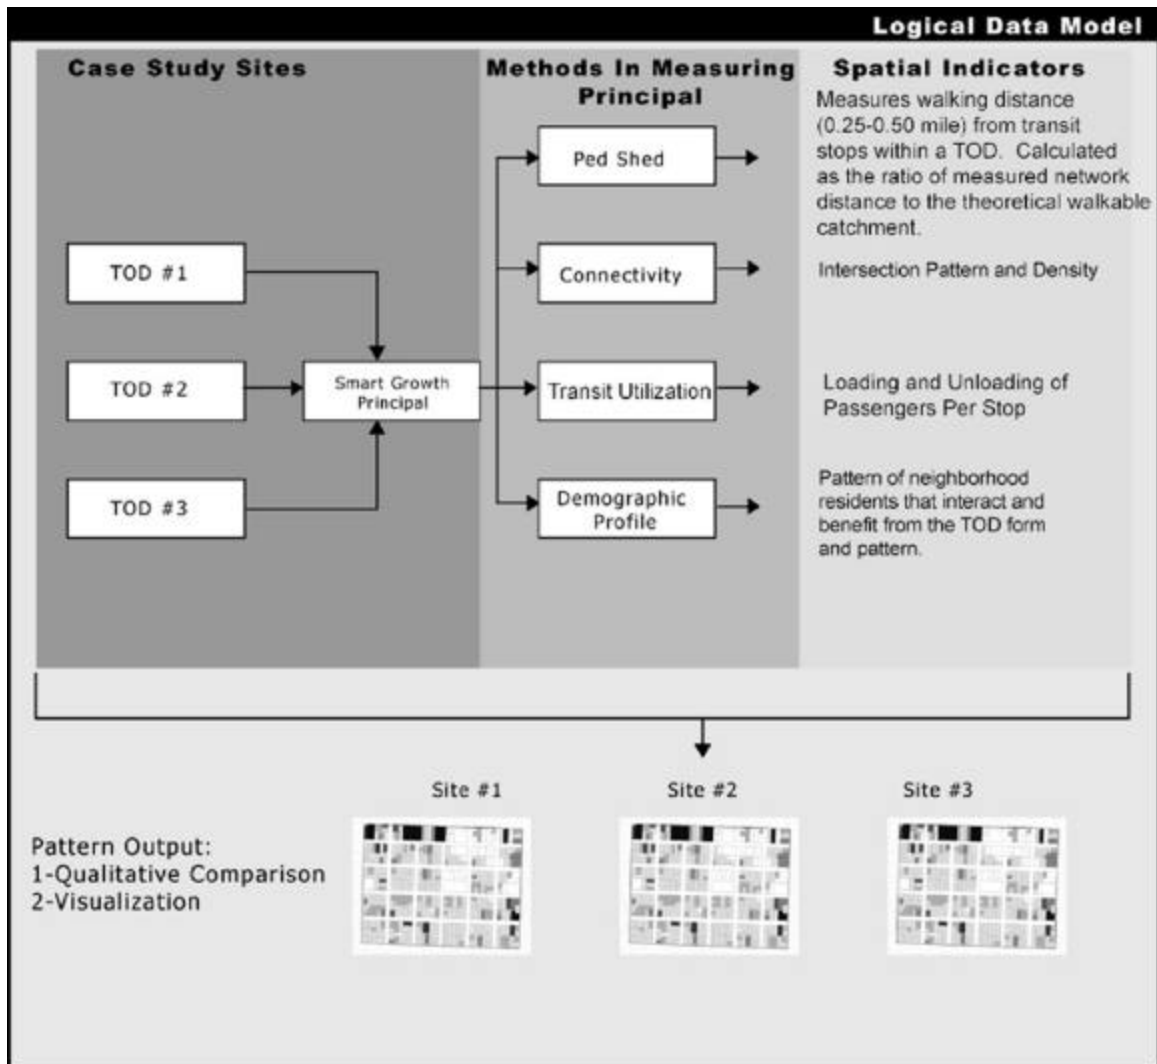 Logical Data Model
Case Study Sites
Methods In Measuring
Principal
Spatial Indicators
Measures walking distance
(0.25-0.50 mile) from transit
stops within a TOD. Calculated
as the ratio of measured network
distance to the theoretical walkable
catchment.
Ped Shed
TOD #1
Connectivity
Intersection Pattern and Density
TOD #2
Smart Growth
Principal
Transit Utilization
Loading and Unloading of
Passengers Per Stop
TOD #3
Demographic
Profile
Pattern of neighborhood
residents that interact and
benefit from the TOD form
and pattern.
Site #1
Site #2
Site #3
Pattern Output:
1-Qualitative Comparison
2-Visualization